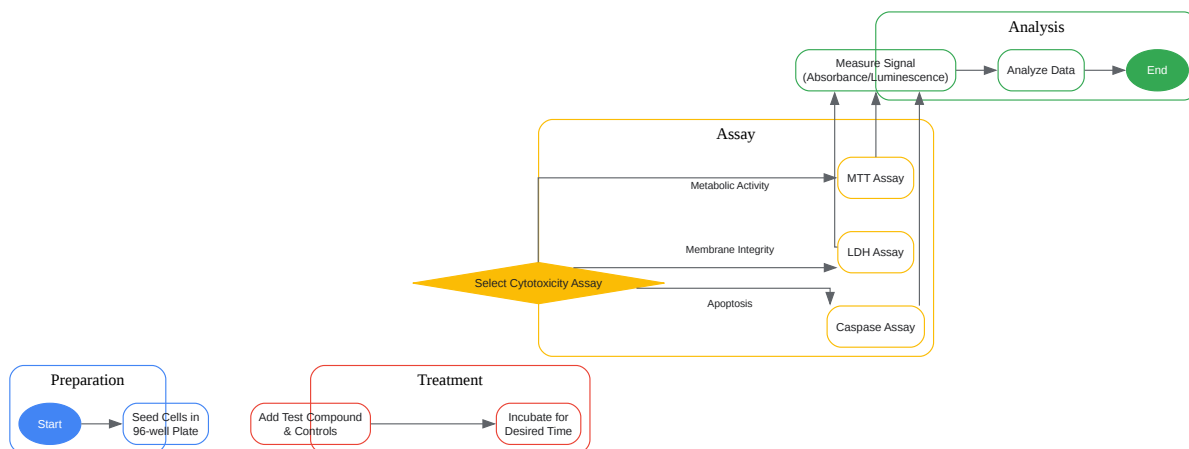 Analysis
Measure Signal
(Absorbance/Luminescence)
Analyze Data
End
Assay
MTT Assay
Metabolic Activity
Membrane Integrity
LDH Assay
Select Cytotoxicity Assay
Apoptosis
Caspase Assay
Preparation
Treatment
Start
Seed Cells in
96-well Plate
Add Test Compound
& Controls
Incubate for
Desired Time